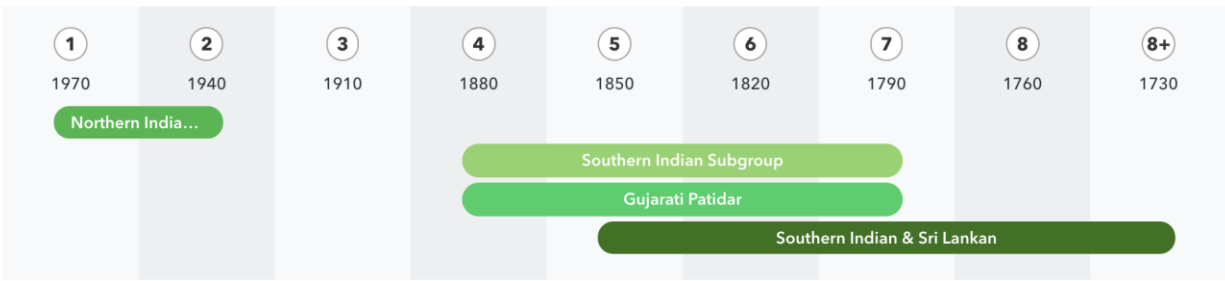 1 2 3 4 5 6 7 8 8+
1970 1940 1910 1880 1850 1820 1790 1760 1730
Northern India…
Southern Indian Subgroup
Gujarati Patidar
Southern Indian & Sri Lankan